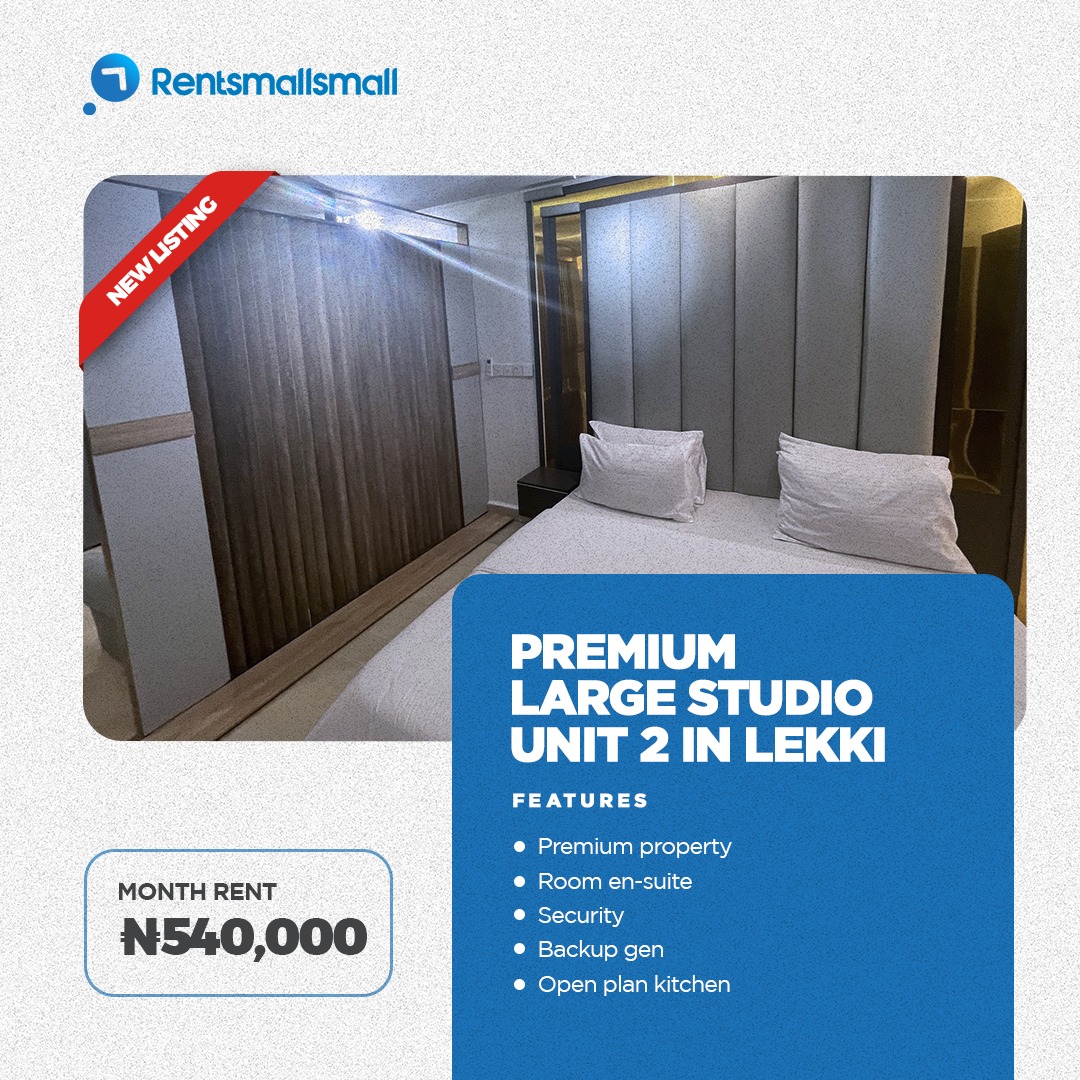 Rentsmallsmall
NEW LISTING
PREMIUM
LARGE STUDIO
UNIT 2 IN LEKKI
FEATURES
Premium property
Room en-suite
Security
Backup gen
Open plan kitchen
MONTH RENT
₦540,000